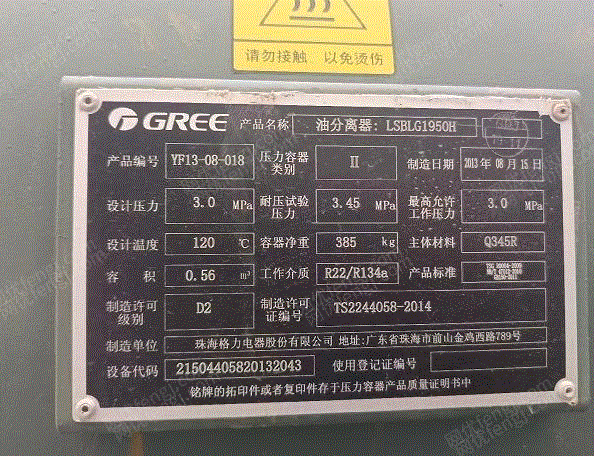 请勿接触 以免烫伤
GREE 产品名称 油分离器: LSBLG1950H
产品编号 YF13-08-018 压力容器类别 Ⅱ 制造日期 2013年08月15日
设计压力 3.0 MPa 耐压试验压力 3.45 MPa 最高允许工作压力 3.0 MPa
设计温度 120 ℃ 容器净重 385 kg 主体材料 Q345R
容积 0.56 m³ 工作介质 R22/R134a 产品标准
制造许可级别 D2 制造许可证编号 TS2244058-2014
制造单位 珠海格力电器股份有限公司 地址:广东省珠海市前山金鸡西路789号
设备代码 21504405820132043 使用登记证编号
铭牌的拓印件或者复印件存于压力容器产品质量证明书中